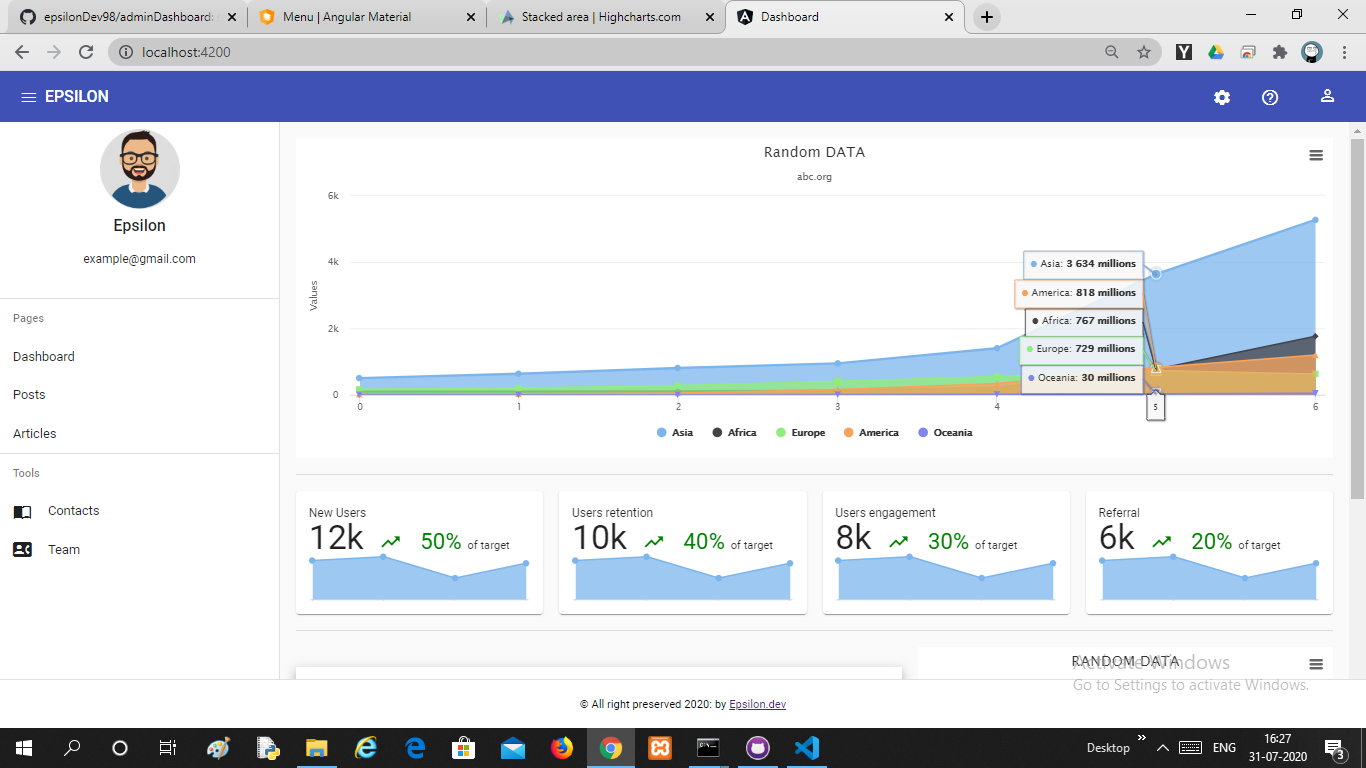 epsilonDev98/adminDashboard:
Menu | Angular Material
Stacked area | Highcharts.com
Dashboard
localhost:4200
EPSILON
Epsilon
example@gmail.com
Pages
Dashboard
Posts
Articles
Tools
Contacts
Team
Random DATA
abc.org
Values
6k
4k
2k
0
0 1 2 3 4 5 6
Asia: 3 634 millions
America: 818 millions
Africa: 767 millions
Europe: 729 millions
Oceania: 30 millions
Asia Africa Europe America Oceania
New Users
12k 50% of target
Users retention
10k 40% of target
Users engagement
8k 30% of target
Referral
6k 20% of target
RANDOM DATA
Activate Windows
Go to Settings to activate Windows.
© All right preserved 2020: by Epsilon.dev
Desktop
ENG
16:27
31-07-2020
3